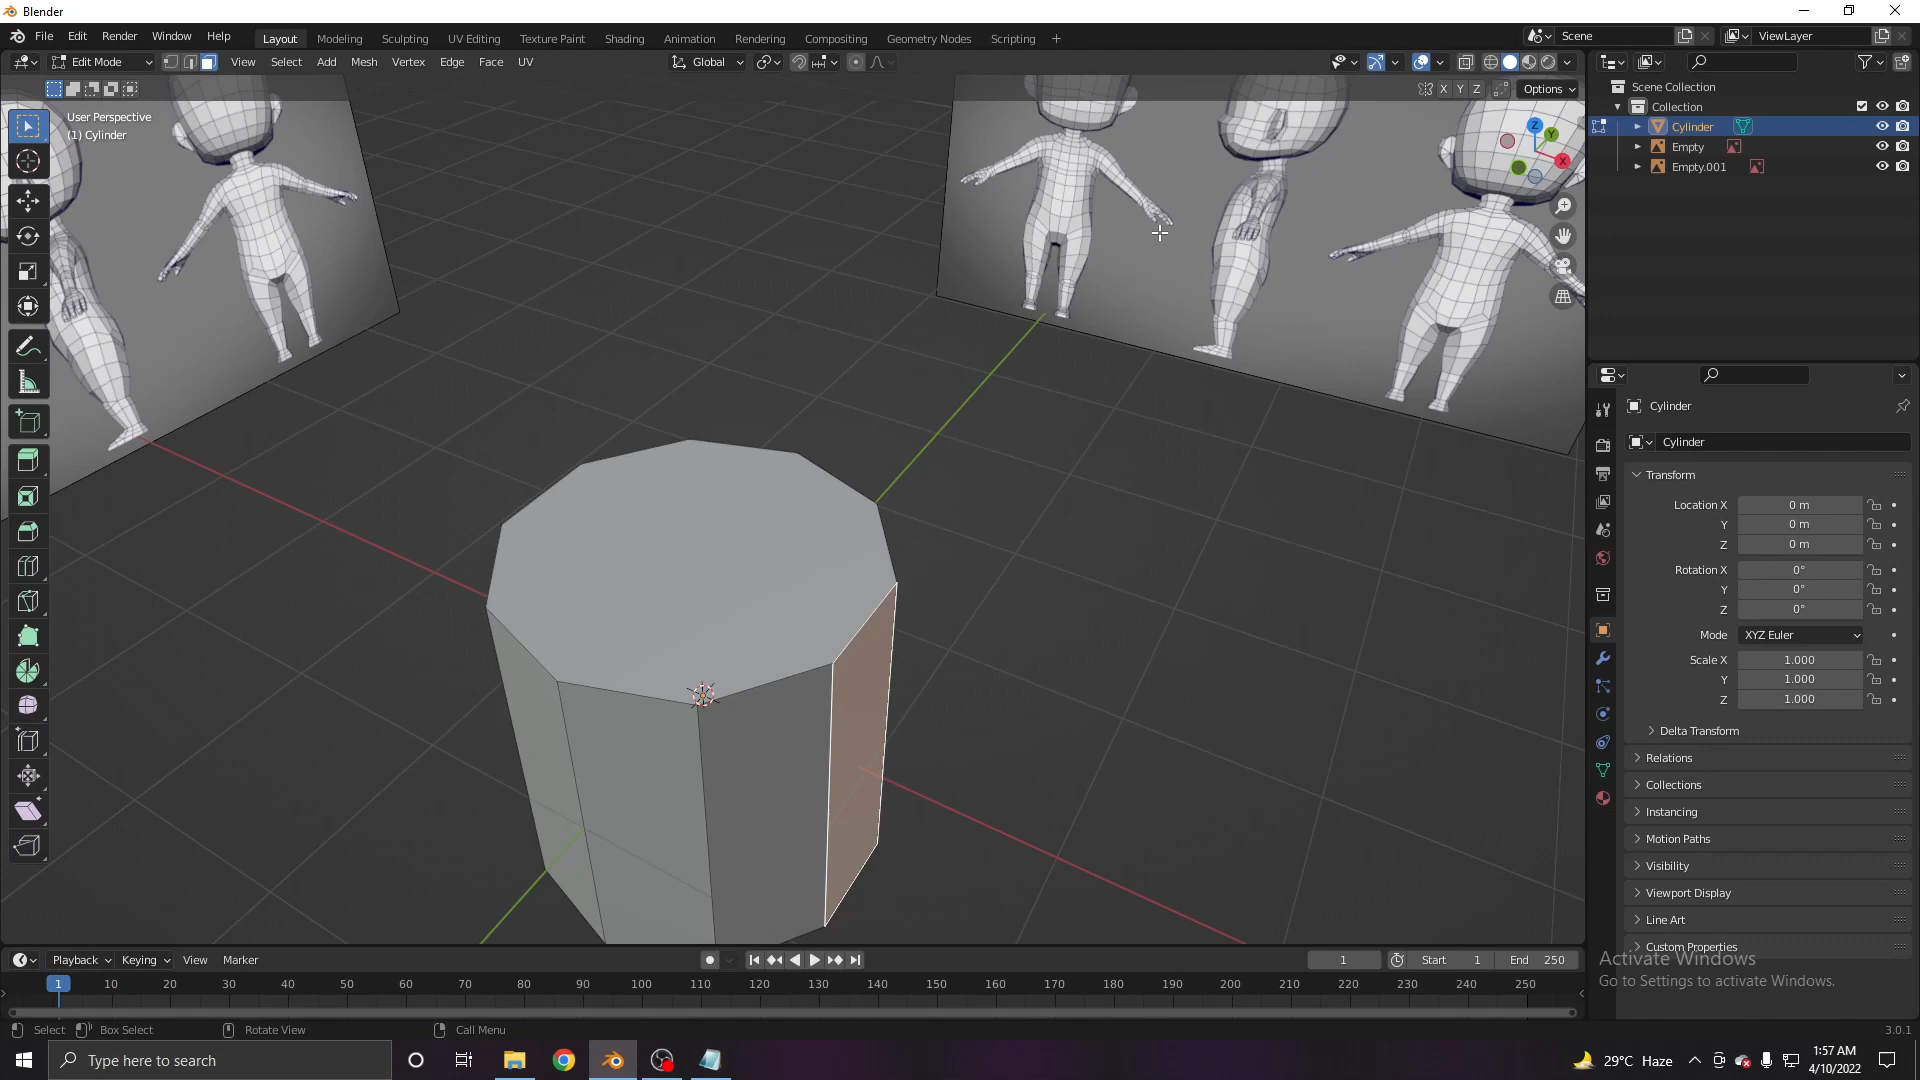 Blender
File Edit Render Window Help Layout Modeling Sculpting UV Editing Texture Paint Shading Animation Rendering Compositing Geometry Nodes Scripting + Scene ViewLayer
Edit Mode View Select Add Mesh Vertex Edge Face UV Global
X Y Z Options
User Perspective
(1) Cylinder
Z Y X
Scene Collection
Collection
Cylinder
Empty
Empty.001
Cylinder
Cylinder
Transform
Location X 0 m
Y 0 m
Z 0 m
Rotation X 0°
Y 0°
Z 0°
Mode XYZ Euler
Scale X 1.000
Y 1.000
Z 1.000
Delta Transform
Relations
Collections
Instancing
Motion Paths
Visibility
Viewport Display
Line Art
Custom Properties
Activate Windows
Go to Settings to activate Windows.
Playback Keying View Marker 1 Start 1 End 250
1 10 20 30 40 50 60 70 80 90 100 110 120 130 140 150 160 170 180 190 200 210 220 230 240 250
Select Box Select Rotate View Call Menu 3.0.1
Type here to search 29°C Haze 1:57 AM
4/10/2022